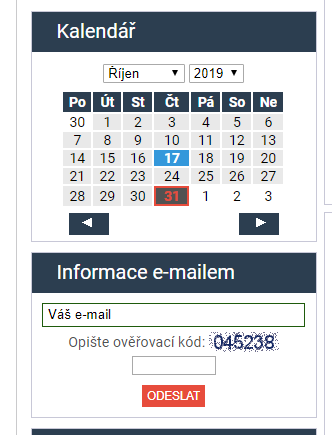 Kalendář
Říjen 2019
Po Út St Čt Pá So Ne
30 1 2 3 4 5 6
7 8 9 10 11 12 13
14 15 16 17 18 19 20
21 22 23 24 25 26 27
28 29 30 31 1 2 3
Informace e-mailem
Váš e-mail
Opište ověřovací kód: 045238
ODESLAT